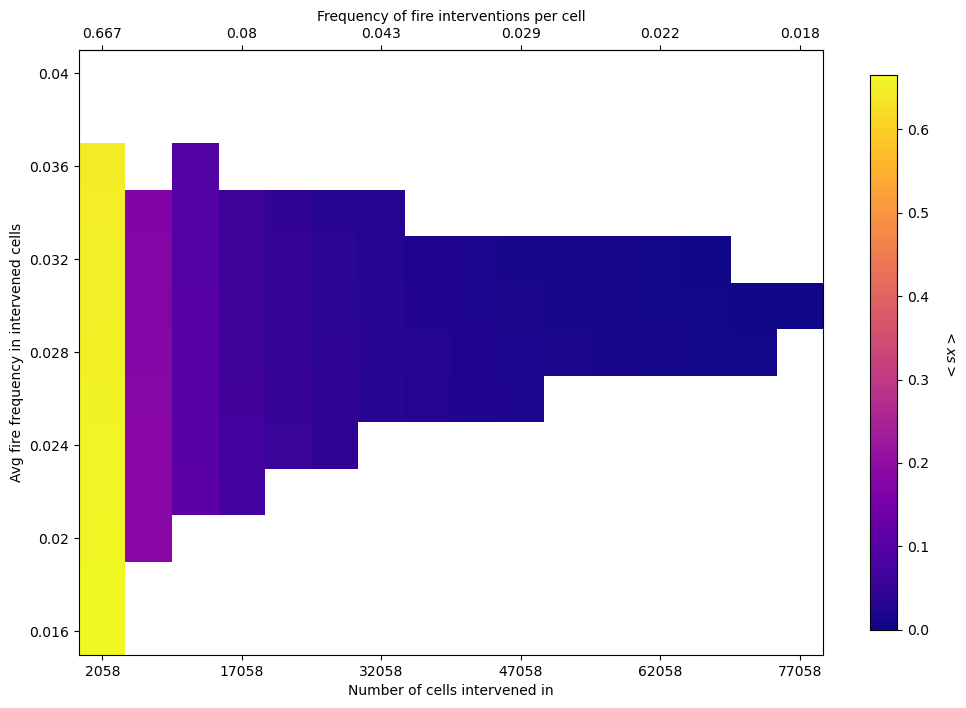 Frequency of fire interventions per cell
0.667 0.08 0.043 0.029 0.022 0.018
0.04
0.036
0.032
0.028
0.024
0.02
0.016
Avg fire frequency in intervened cells
2058 17058 32058 47058 62058 77058
Number of cells intervened in
0.6
0.5
0.4
0.3
0.2
0.1
0.0
< sx >